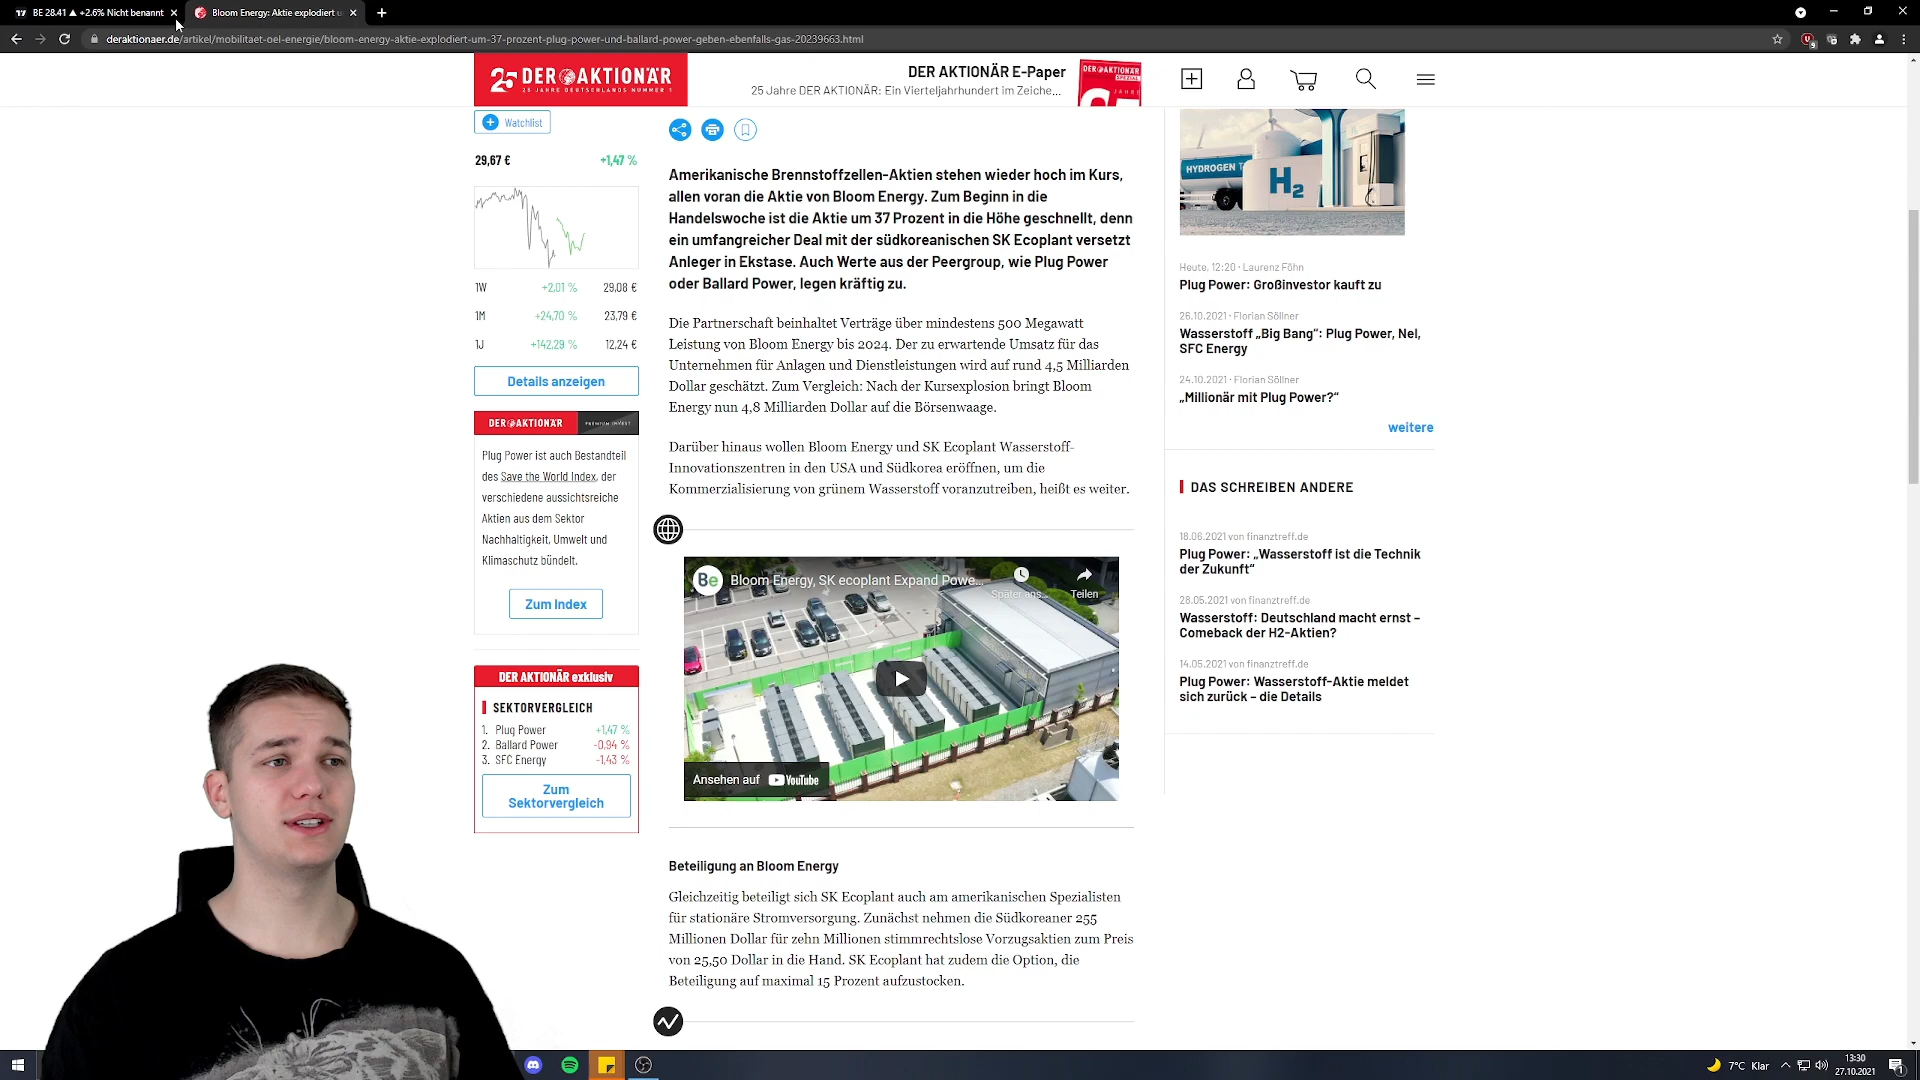 BE 28.41 ▲ +2.6% Nicht benannt
Bloom Energy: Aktie explodiert u
deraktionaer.de/artikel/mobilitaet-oel-energie/bloom-energy-aktie-explodiert-um-37-prozent-plug-power-und-ballard-power-geben-ebenfalls-gas-20239663.html
25 DER AKTIONÄR
25 JAHRE DEUTSCHLANDS NUMMER 1
DER AKTIONÄR E-Paper
25 Jahre DER AKTIONÄR: Ein Vierteljahrhundert im Zeiche...
Watchlist
29,67 € +1,47 %
1W +2,01 % 29,08 €
1M +24,70 % 23,79 €
1J +142,29 % 12,24 €
Details anzeigen
DER AKTIONÄR PREMIUM INVEST
Plug Power ist auch Bestandteil
des Save the World Index, der
verschiedene aussichtsreiche
Aktien aus dem Sektor
Nachhaltigkeit, Umwelt und
Klimaschutz bündelt.
Zum Index
DER AKTIONÄR exklusiv
SEKTORVERGLEICH
1. Plug Power +1,47 %
2. Ballard Power -0,94 %
3. SFC Energy -1,43 %
Zum
Sektorvergleich
Amerikanische Brennstoffzellen-Aktien stehen wieder hoch im Kurs,
allen voran die Aktie von Bloom Energy. Zum Beginn in die
Handelswoche ist die Aktie um 37 Prozent in die Höhe geschnellt, denn
ein umfangreicher Deal mit der südkoreanischen SK Ecoplant versetzt
Anleger in Ekstase. Auch Werte aus der Peergroup, wie Plug Power
oder Ballard Power, legen kräftig zu.
Die Partnerschaft beinhaltet Verträge über mindestens 500 Megawatt
Leistung von Bloom Energy bis 2024. Der zu erwartende Umsatz für das
Unternehmen für Anlagen und Dienstleistungen wird auf rund 4,5 Milliarden
Dollar geschätzt. Zum Vergleich: Nach der Kursexplosion bringt Bloom
Energy nun 4,8 Milliarden Dollar auf die Börsenwaage.
Darüber hinaus wollen Bloom Energy und SK Ecoplant Wasserstoff-
Innovationszentren in den USA und Südkorea eröffnen, um die
Kommerzialisierung von grünem Wasserstoff voranzutreiben, heißt es weiter.
Be Bloom Energy, SK ecoplant Expand Powe...
Später ans... Teilen
Ansehen auf YouTube
Beteiligung an Bloom Energy
Gleichzeitig beteiligt sich SK Ecoplant auch am amerikanischen Spezialisten
für stationäre Stromversorgung. Zunächst nehmen die Südkoreaner 255
Millionen Dollar für zehn Millionen stimmrechtslose Vorzugsaktien zum Preis
von 25,50 Dollar in die Hand. SK Ecoplant hat zudem die Option, die
Beteiligung auf maximal 15 Prozent aufzustocken.
HYDROGEN
H2
Heute, 12:20 · Laurenz Föhn
Plug Power: Großinvestor kauft zu
26.10.2021 · Florian Söllner
Wasserstoff „Big Bang“: Plug Power, Nel,
SFC Energy
24.10.2021 · Florian Söllner
„Millionär mit Plug Power?“
weitere
DAS SCHREIBEN ANDERE
18.06.2021 von finanztreff.de
Plug Power: „Wasserstoff ist die Technik
der Zukunft“
28.05.2021 von finanztreff.de
Wasserstoff: Deutschland macht ernst –
Comeback der H2-Aktien?
14.05.2021 von finanztreff.de
Plug Power: Wasserstoff-Aktie meldet
sich zurück – die Details
7°C Klar
13:30
27.10.2021